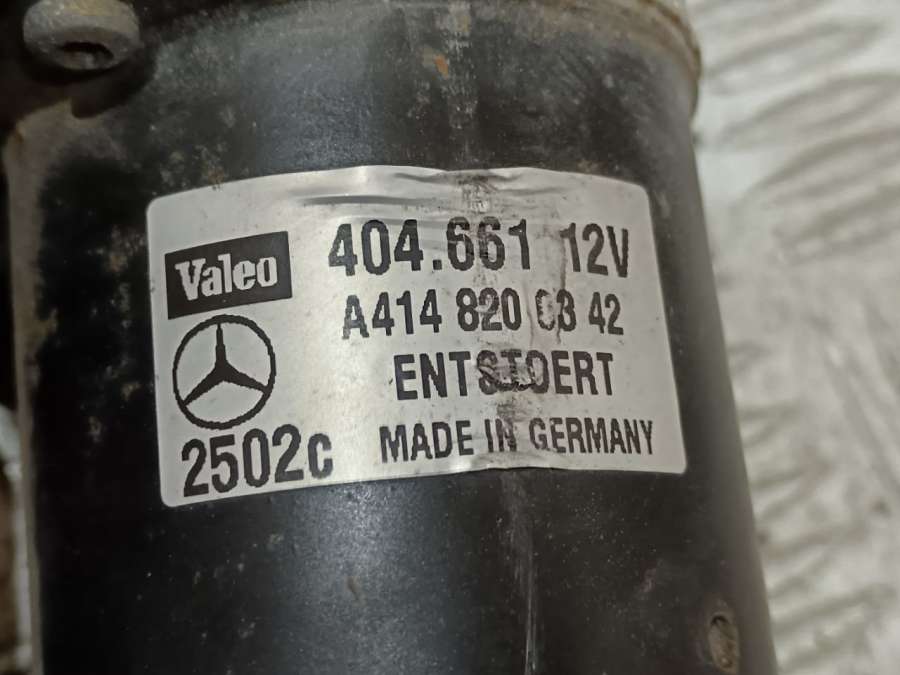 Valeo
404.661 12V
A414 820 03 42
ENTSTOERT
2502c MADE IN GERMANY